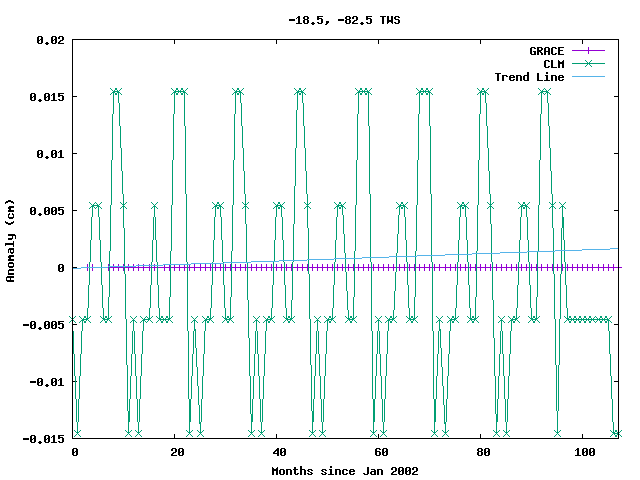 -18.5, -82.5 TWS
0.02
GRACE
CLM
Trend Line
0.015
0.01
0.005
0
-0.005
-0.01
-0.015
Anomaly (cm)
0 20 40 60 80 100
Months since Jan 2002